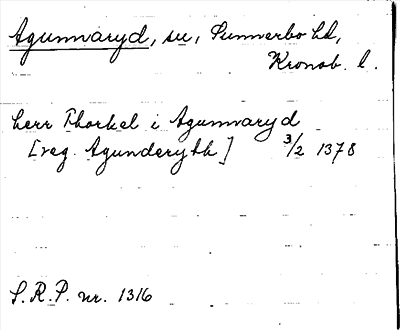 Agunnaryd, sn, Sunnerbo hd,
Kronob. l.
herr Thorkel i Agunnaryd
[reg. Agunderyth] 3/2 1378
S.R.P. nr. 1316